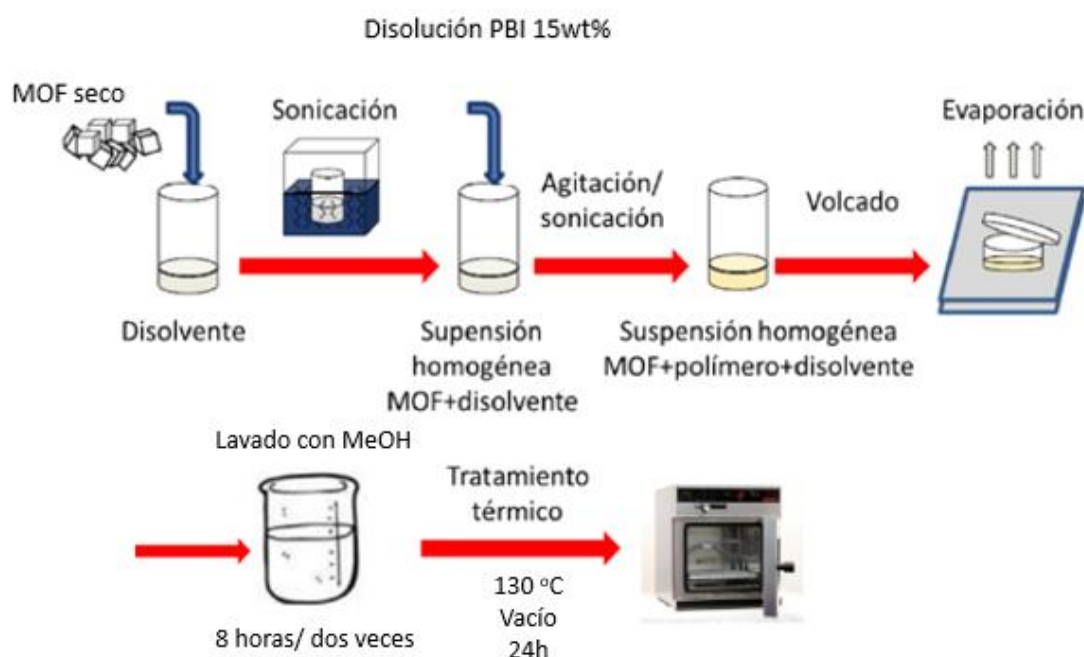 Disolución PBI 15wt%
MOF seco
Sonicación
Agitación/
sonicación
Volcado
Evaporación
Disolvente
Supensión
homogénea
MOF+disolvente
Suspensión homogénea
MOF+polímero+disolvente
Lavado con MeOH
8 horas/ dos veces
Tratamiento
térmico
130 ºC
Vacío
24h